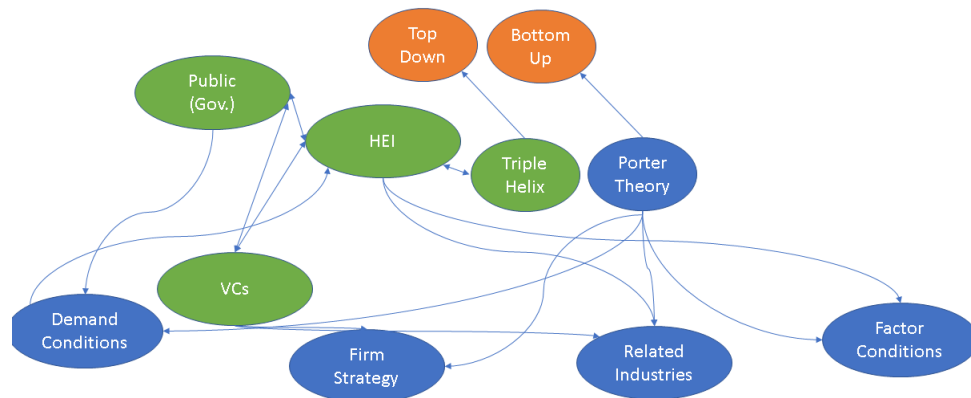 Top
Down
Bottom
Up
Public
(Gov.)
HEI
Triple
Helix
Porter
Theory
VCs
Demand
Conditions
Firm
Strategy
Related
Industries
Factor
Conditions